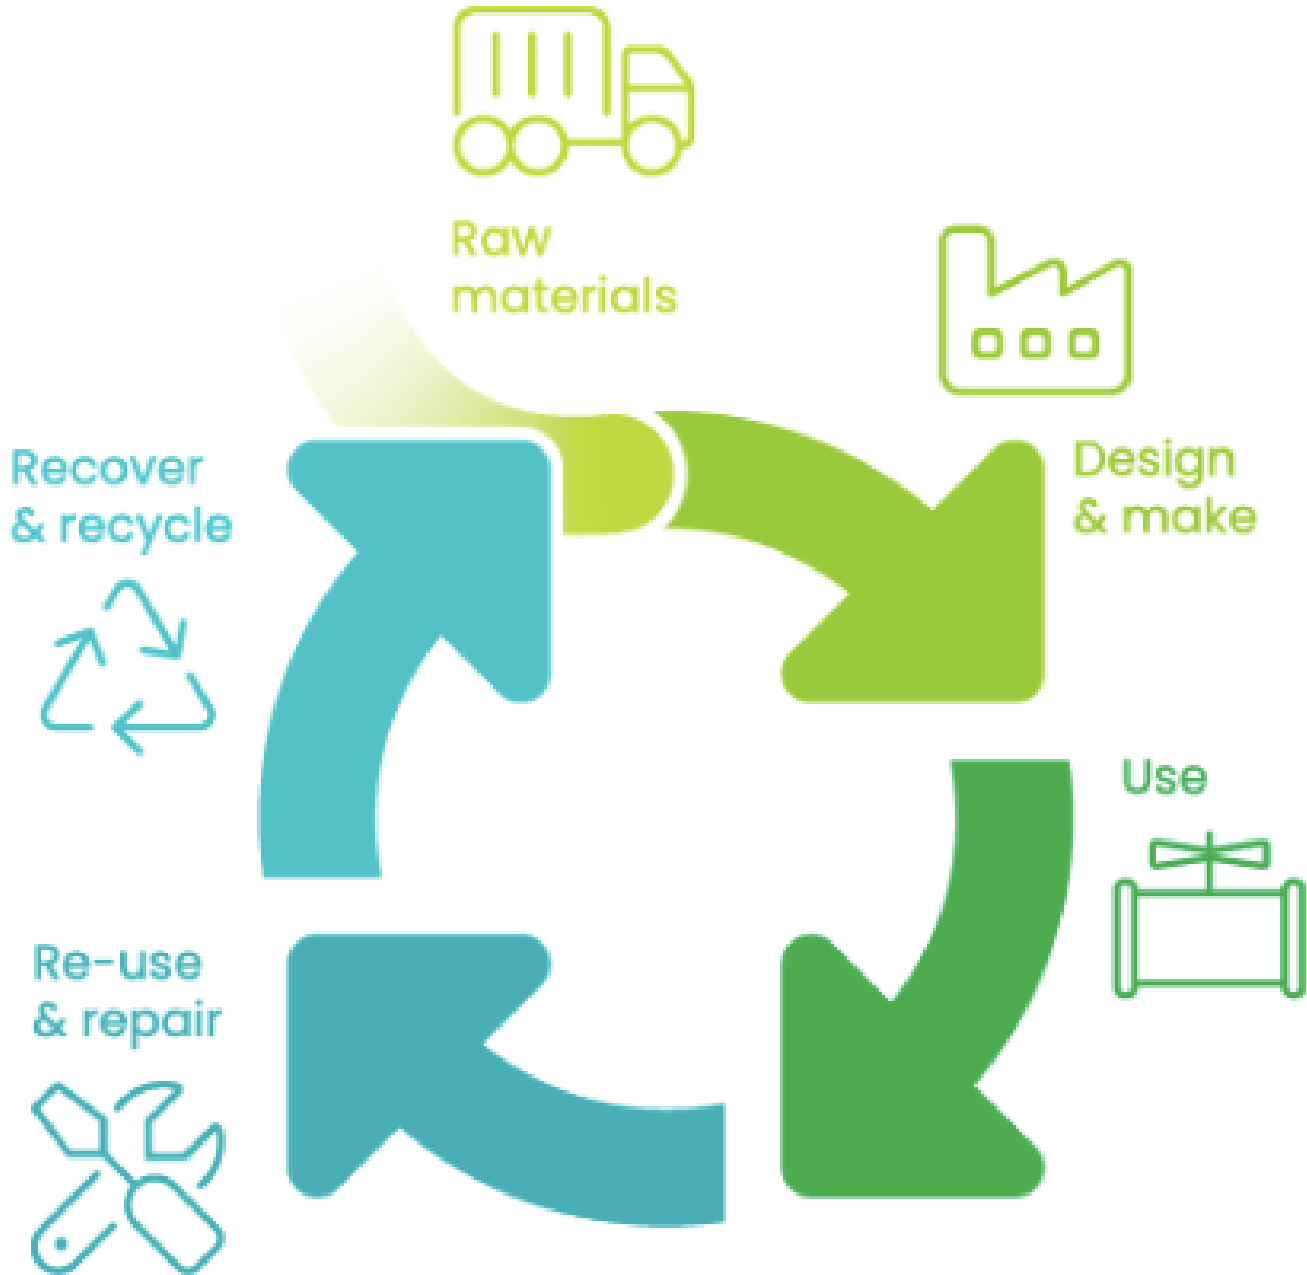 Raw
materials
Design
& make
Use
Re-use
& repair
Recover
& recycle